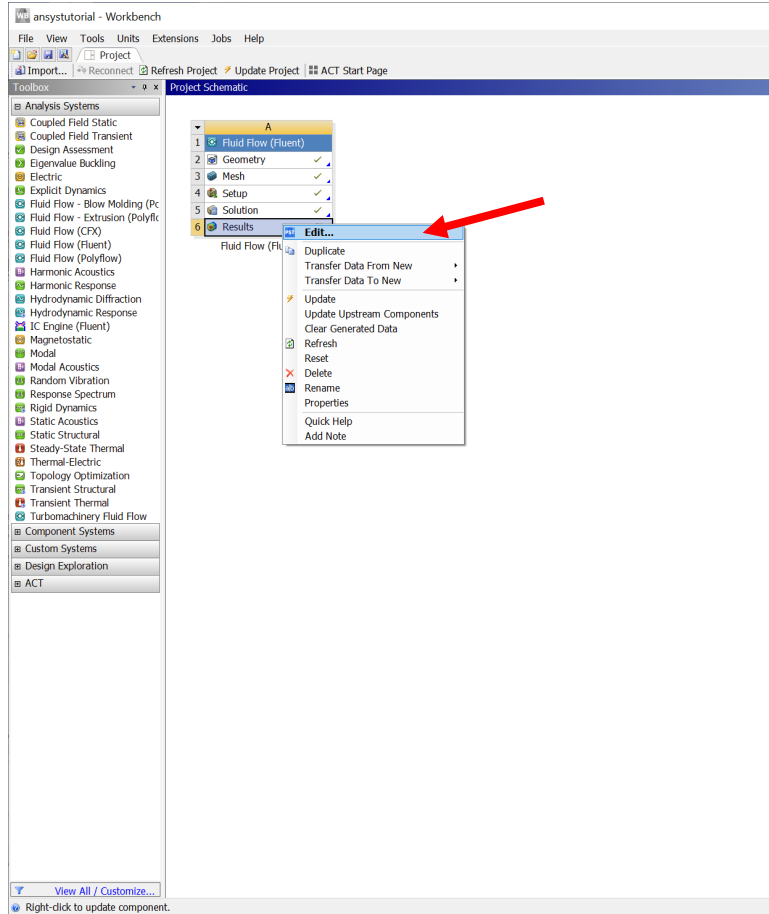 WB ansystutorial - Workbench
File View Tools Units Extensions Jobs Help
Project
Import... Reconnect Refresh Project Update Project ACT Start Page
Toolbox
Project Schematic
Analysis Systems
Coupled Field Static
Coupled Field Transient
Design Assessment
Eigenvalue Buckling
Electric
Explicit Dynamics
Fluid Flow - Blow Molding (Pc
Fluid Flow - Extrusion (Polyflc
Fluid Flow (CFX)
Fluid Flow (Fluent)
Fluid Flow (Polyflow)
Harmonic Acoustics
Harmonic Response
Hydrodynamic Diffraction
Hydrodynamic Response
IC Engine (Fluent)
Magnetostatic
Modal
Modal Acoustics
Random Vibration
Response Spectrum
Rigid Dynamics
Static Acoustics
Static Structural
Steady-State Thermal
Thermal-Electric
Topology Optimization
Transient Structural
Transient Thermal
Turbomachinery Fluid Flow
Component Systems
Custom Systems
Design Exploration
ACT
View All / Customize...
A
1 Fluid Flow (Fluent)
2 Geometry
3 Mesh
4 Setup
5 Solution
6 Results
Fluid Flow (Flu
Edit...
Duplicate
Transfer Data From New
Transfer Data To New
Update
Update Upstream Components
Clear Generated Data
Refresh
Reset
Delete
Rename
Properties
Quick Help
Add Note
Right-click to update component.